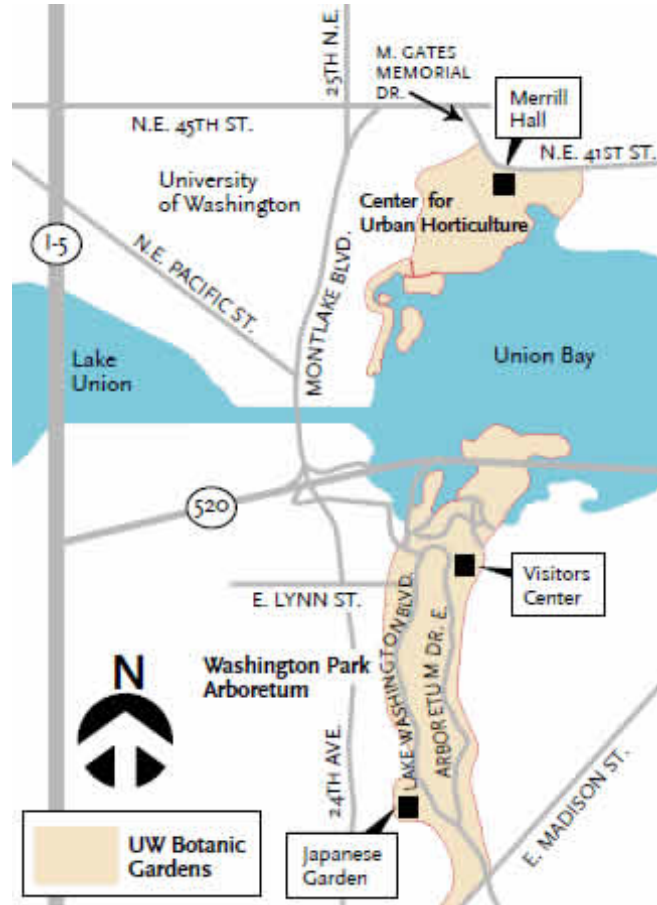 25TH N.E.
M. GATES
MEMORIAL
DR.
Merrill
Hall
N.E. 45TH ST.
N.E. 41ST ST.
University
of Washington
Center for
Urban Horticulture
I-5
N.E. PACIFIC ST.
MONTLAKE BLVD.
Lake
Union
Union Bay
520
Visitors
Center
E. LYNN ST.
LAKE WASHINGTON BLVD.
ARBORETUM DR. E.
Washington Park
Arboretum
N
24TH AVE.
E. MADISON ST.
UW Botanic
Gardens
Japanese
Garden